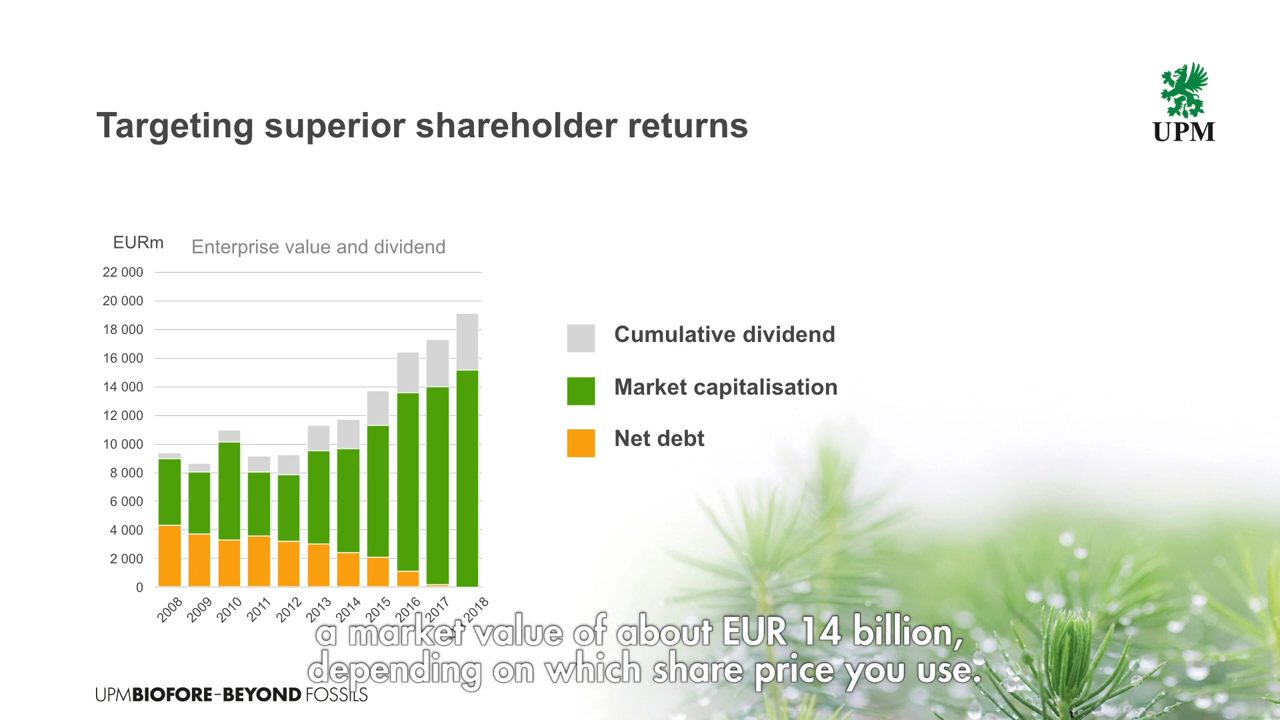 Targeting superior shareholder returns
UPM
EURm
Enterprise value and dividend
22 000
20 000
18 000
16 000
14 000
12 000
10 000
8 000
6 000
4 000
2 000
0
2008
2009
2010
2011
2012
2013
2014
2015
2016
2017
2018
Cumulative dividend
Market capitalisation
Net debt
a market value of about EUR 14 billion,
depending on which share price you use.
UPM BIOFORE–BEYOND FOSSILS